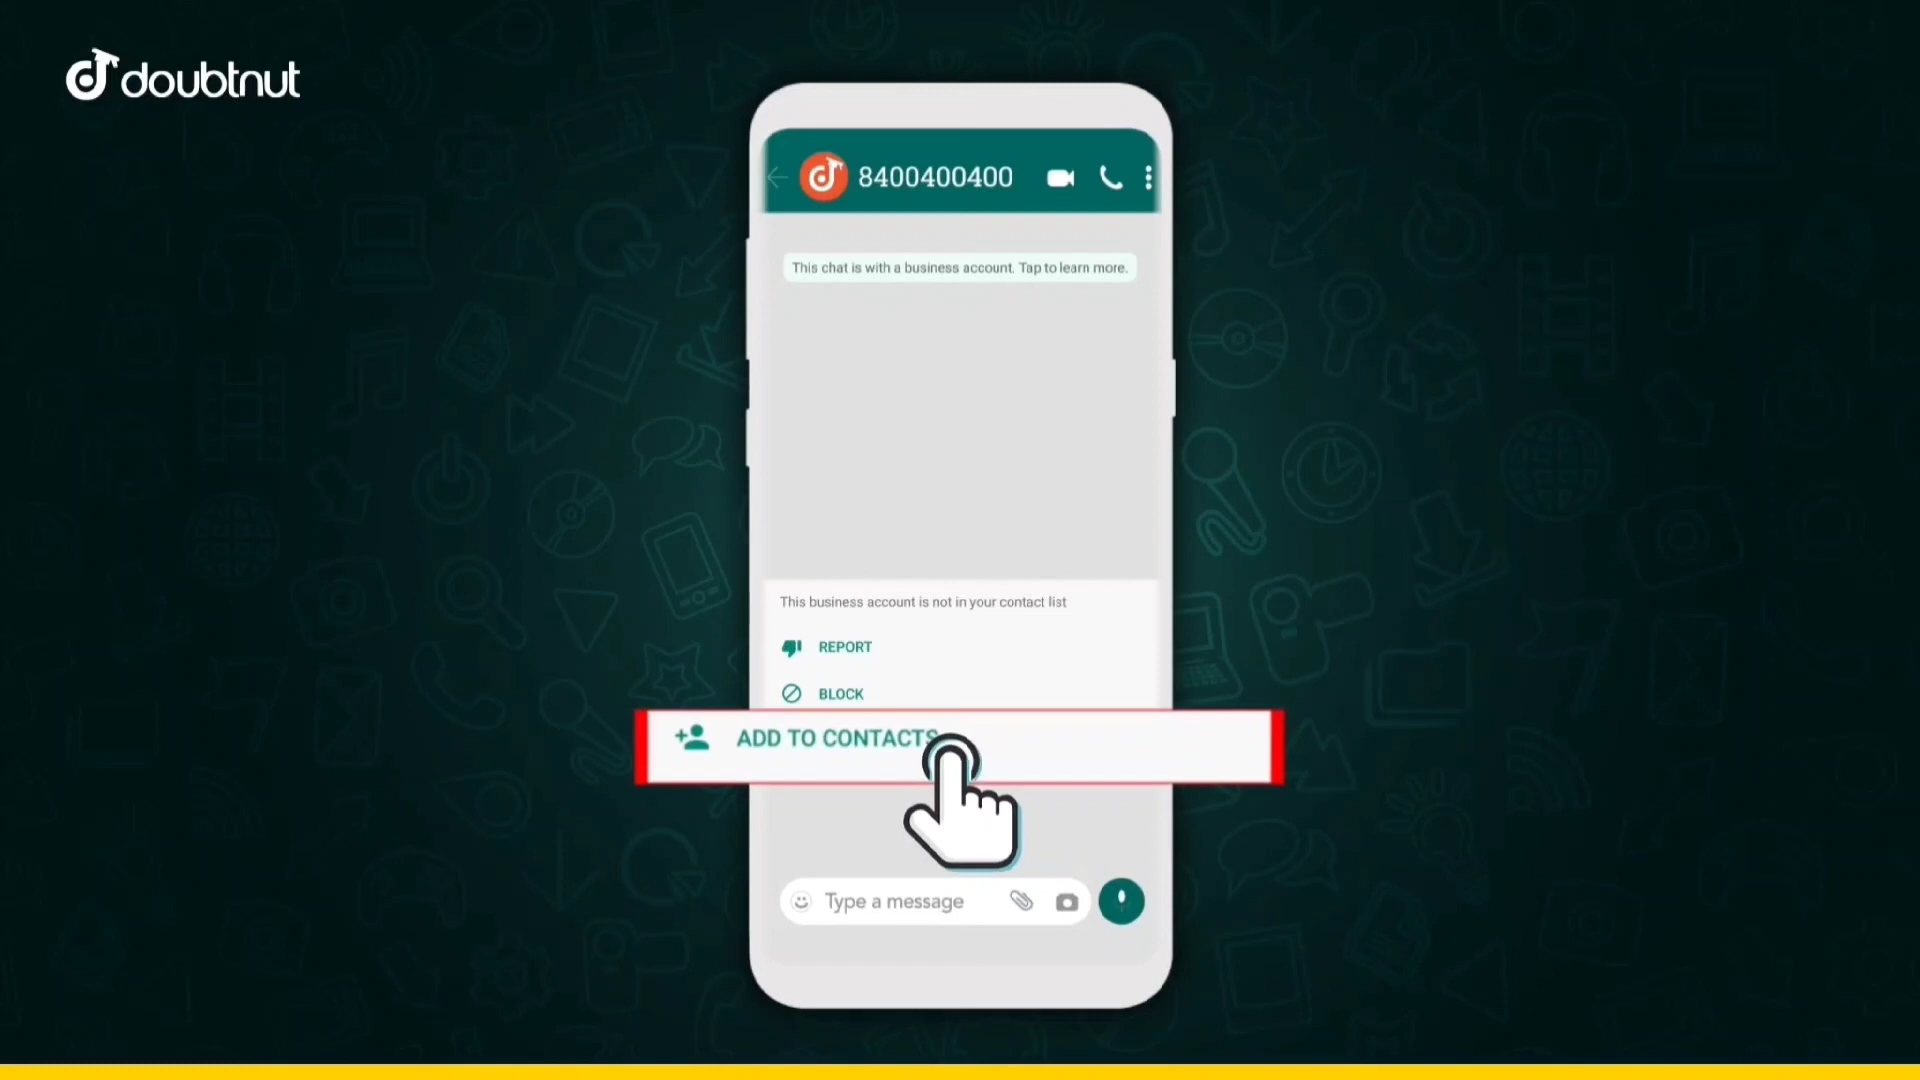 doubtnut
8400400400
This chat is with a business account. Tap to learn more.
This business account is not in your contact list
REPORT
BLOCK
ADD TO CONTACTS
Type a message